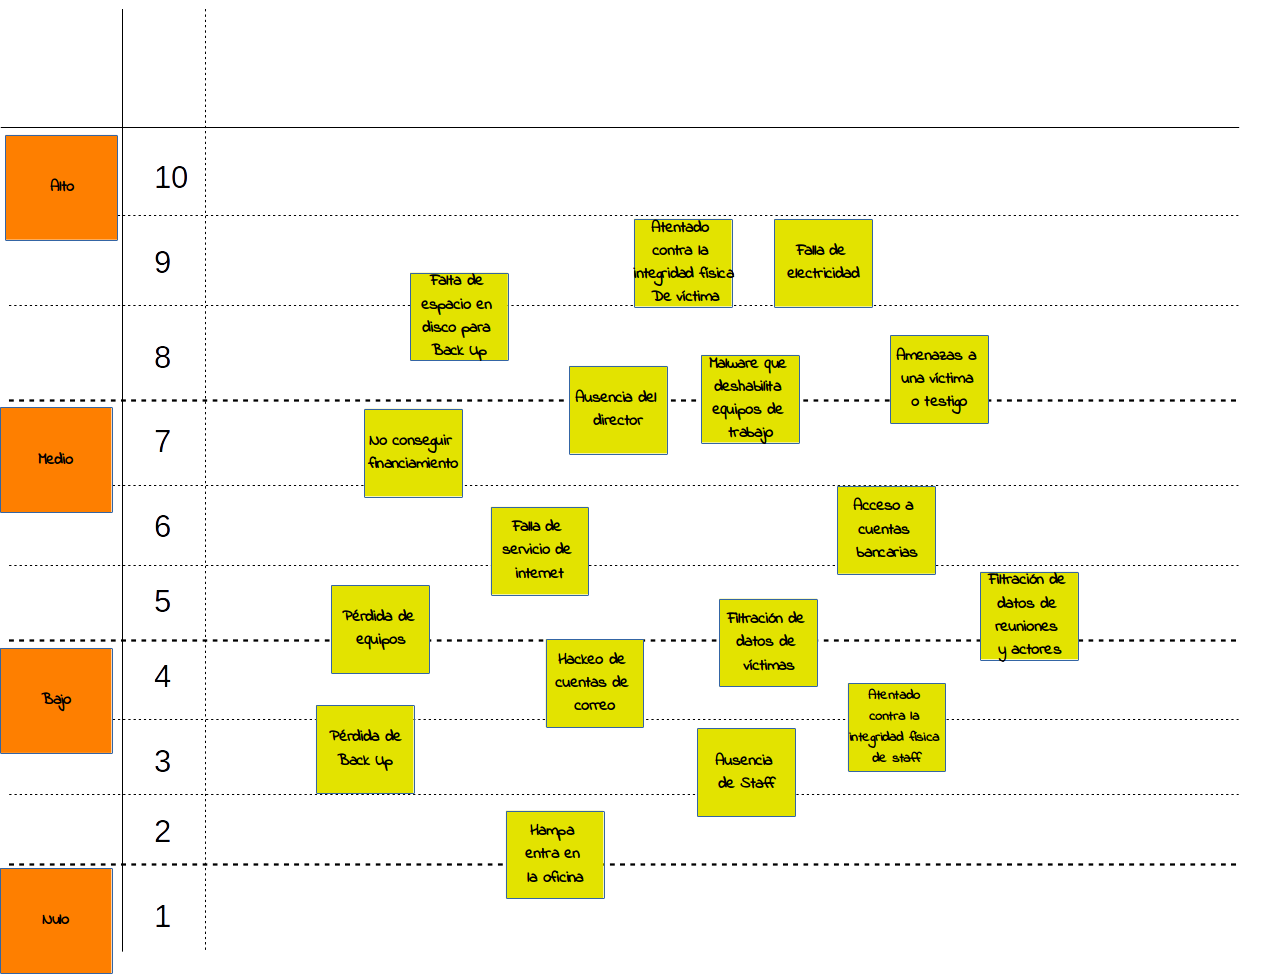 Alto
10
9
Atentado
contra la
integridad física
De víctima
Falla de
electricidad
Falta de
espacio en
disco para
Back Up
8
Amenazas a
una víctima
o testigo
Malware que
deshabilita
equipos de
trabajo
Ausencia del
director
Medio
7
No conseguir
financiamiento
6
Acceso a
cuentas
bancarias
Falla de
servicio de
internet
5
Filtración de
datos de
reuniones
y actores
Pérdida de
equipos
Filtración de
datos de
víctimas
Bajo
4
Hackeo de
cuentas de
correo
Atentado
contra la
integridad física
de staff
3
Pérdida de
Back Up
Ausencia
de Staff
2
Hampa
entra en
la oficina
Nulo
1